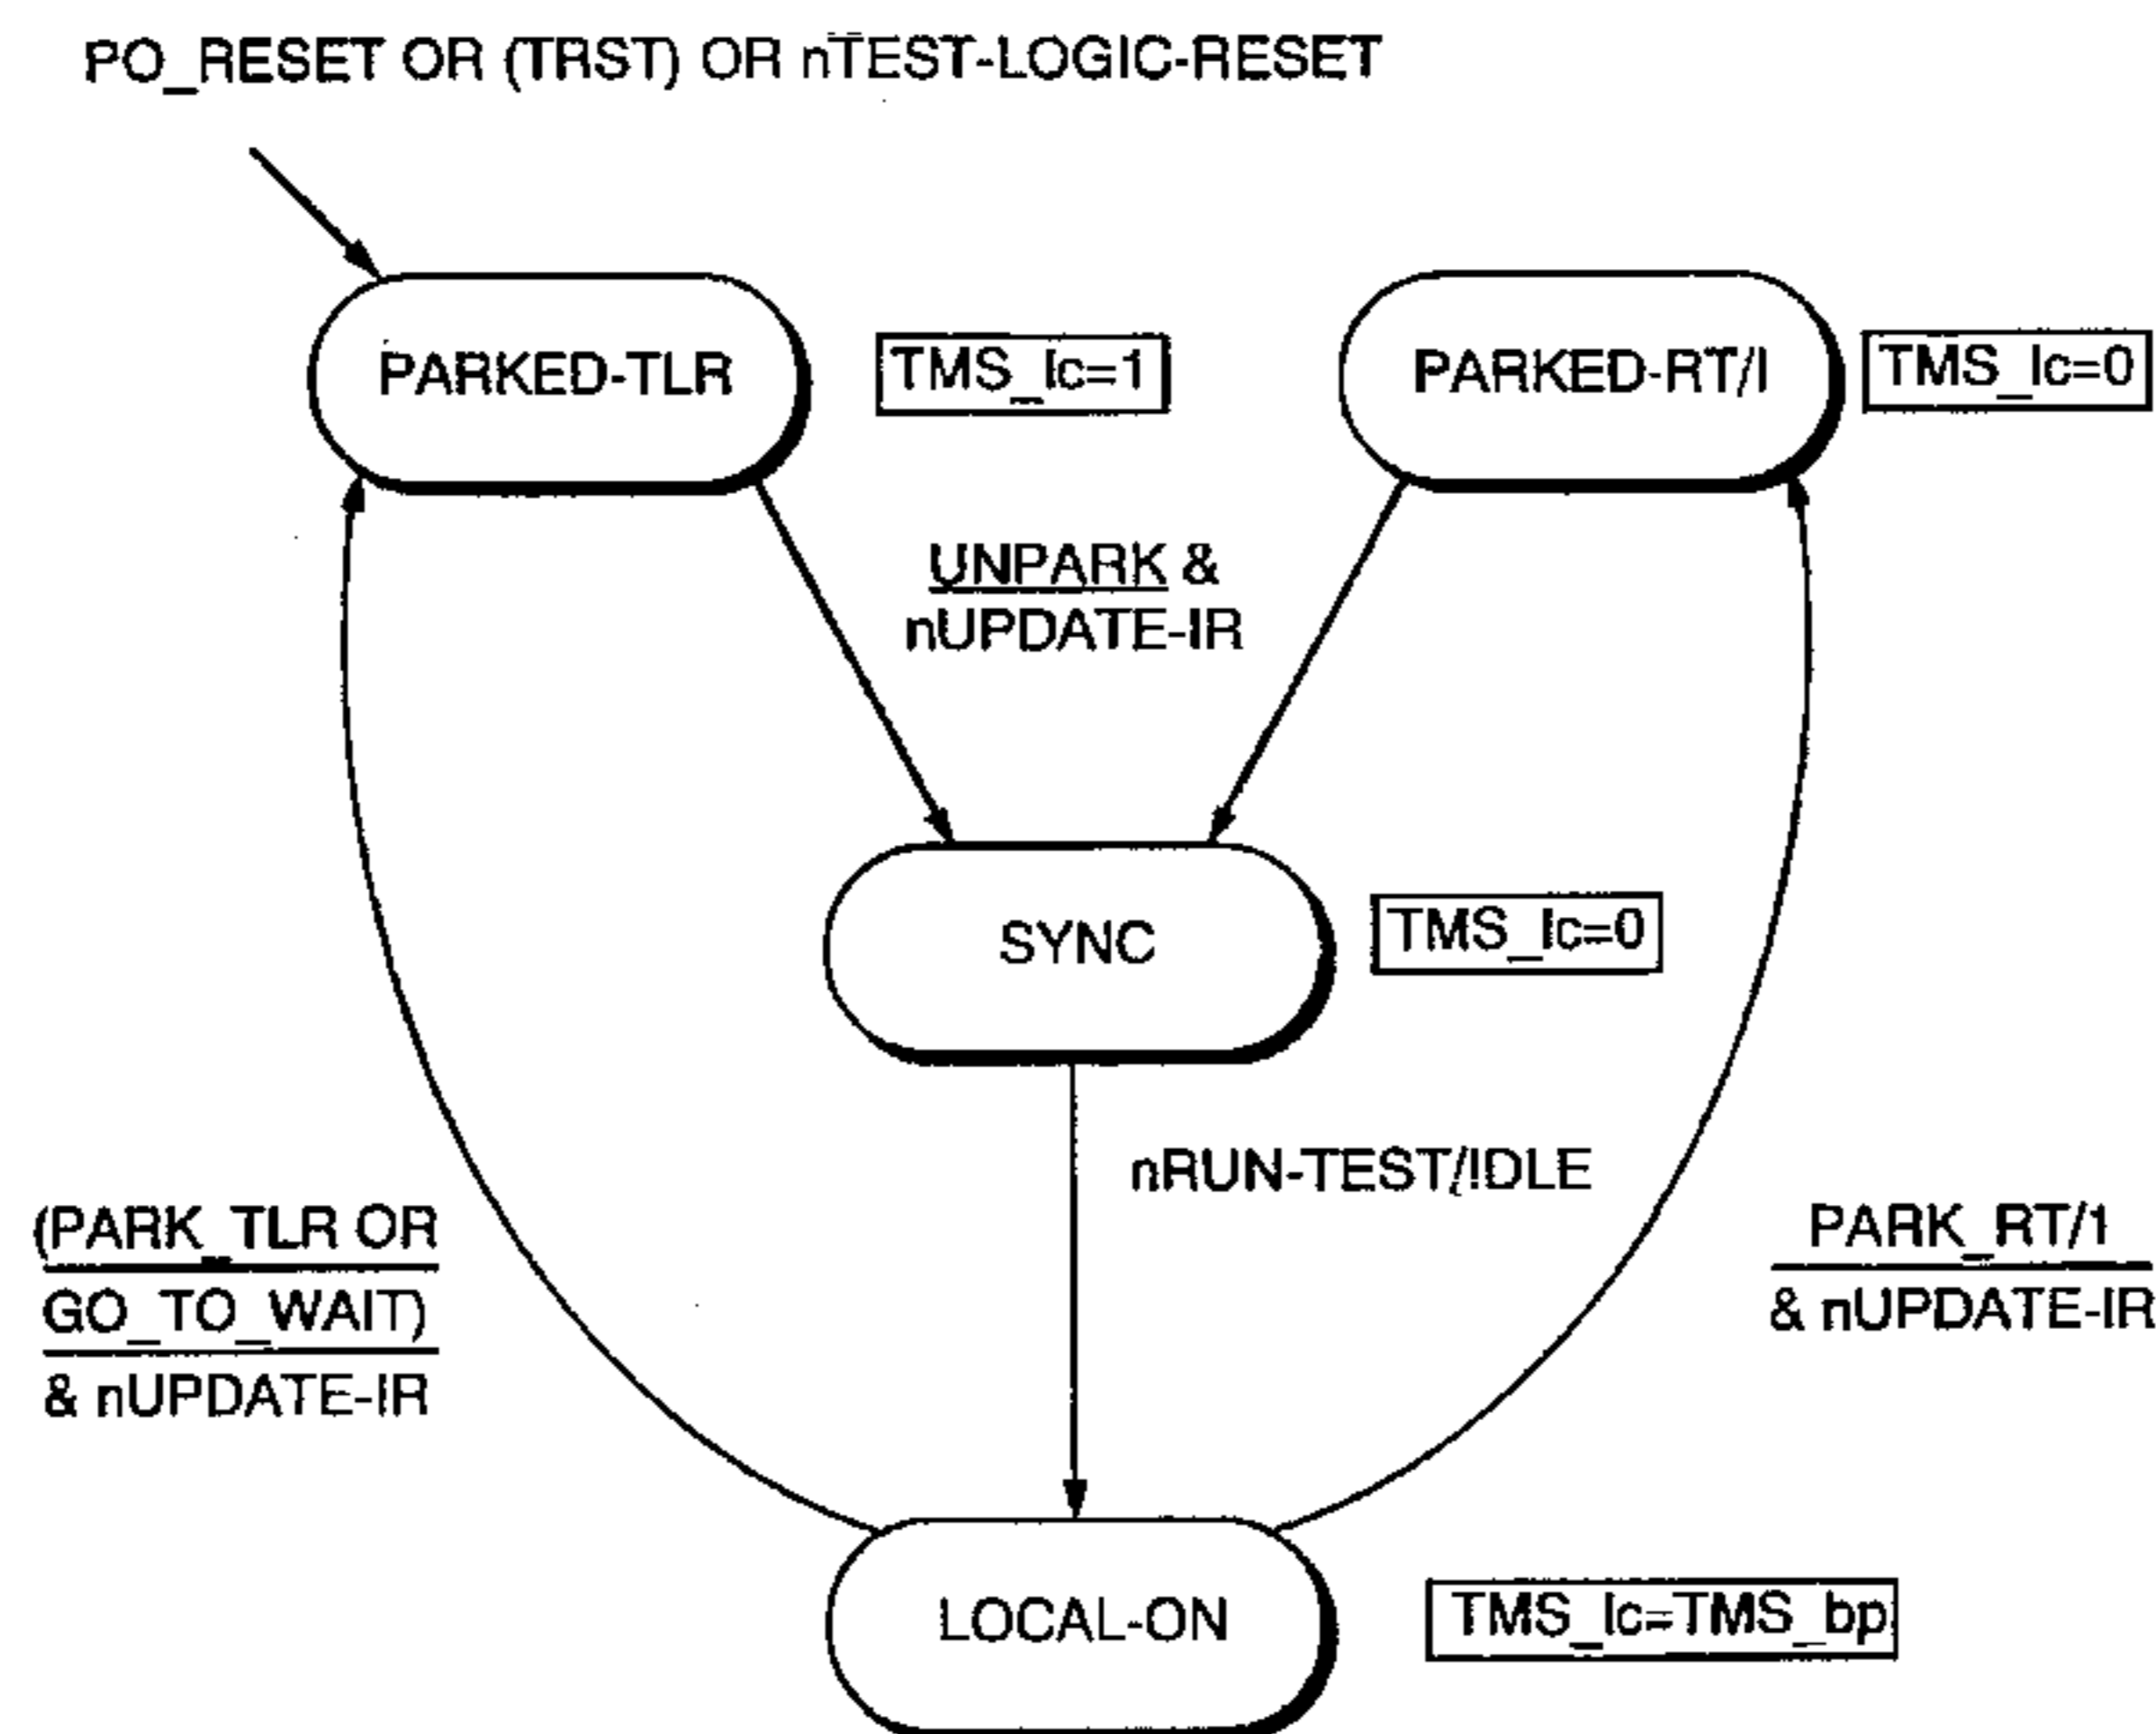 PO_RESET OR (TRST) OR nTEST-LOGIC-RESET
PARKED-TLR
TMS_lc=1
PARKED-RT/I
TMS_lc=0
UNPARK &
nUPDATE-IR
SYNC
TMS_lc=0
nRUN-TEST/IDLE
(PARK_TLR OR
GO_TO_WAIT)
& nUPDATE-IR
PARK_RT/1
& nUPDATE-IR
LOCAL-ON
TMS_lc=TMS_bp